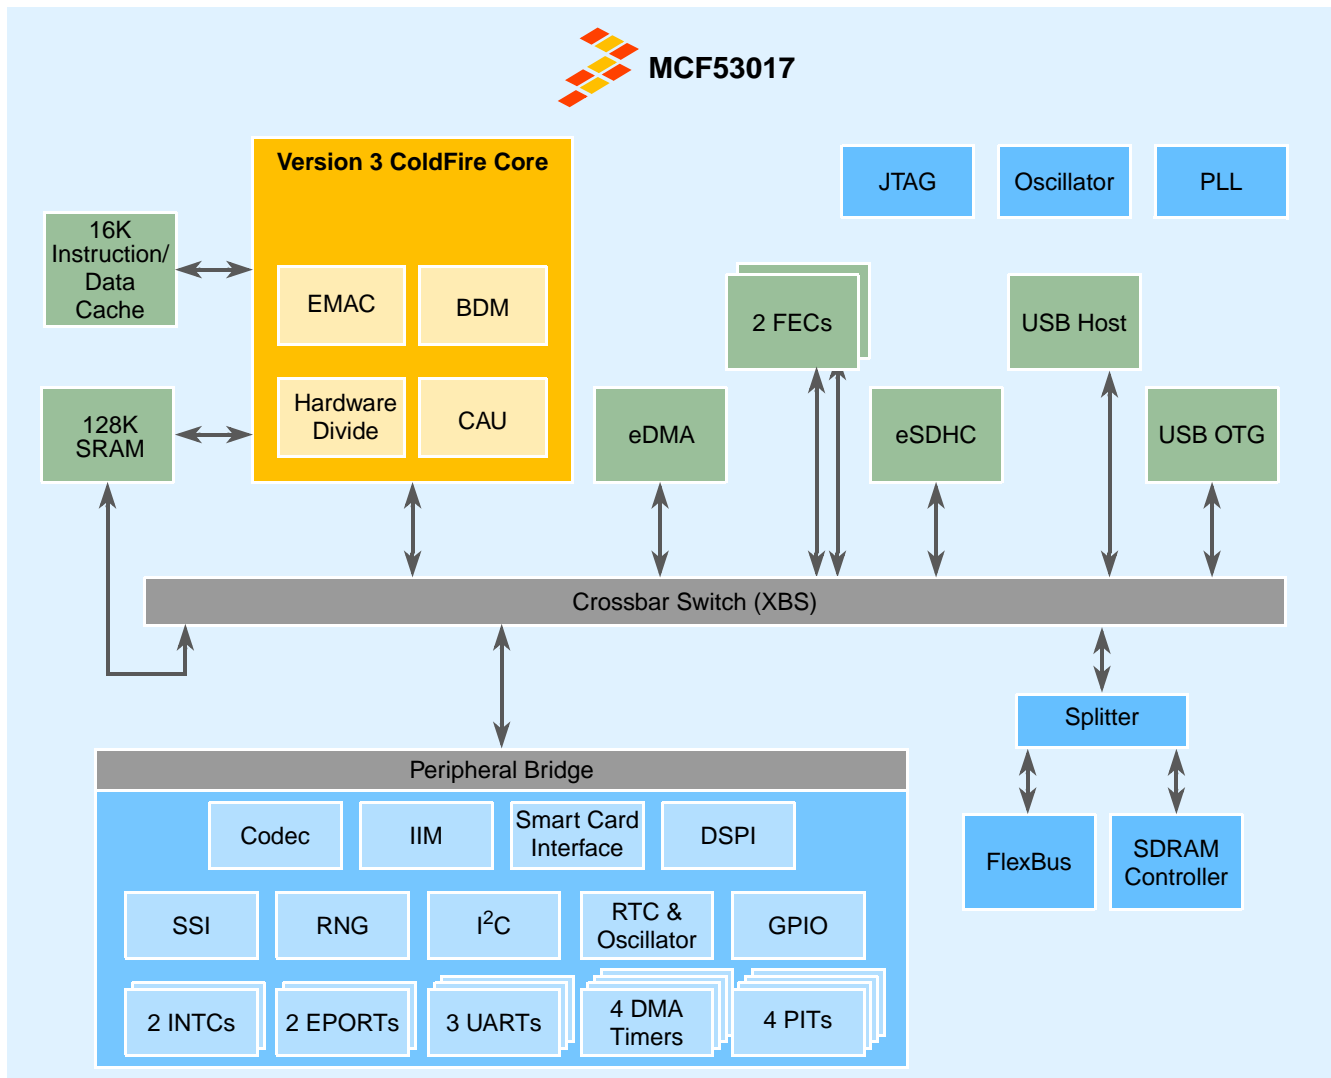 MCF53017
Version 3 ColdFire Core
JTAG
Oscillator
PLL
16K
Instruction/
Data
Cache
EMAC
BDM
2 FECs
USB Host
128K
SRAM
Hardware
Divide
CAU
eDMA
eSDHC
USB OTG
Crossbar Switch (XBS)
Splitter
Peripheral Bridge
Codec
IIM
Smart Card
Interface
DSPI
FlexBus
SDRAM
Controller
SSI
RNG
I²C
RTC &
Oscillator
GPIO
2 INTCs
2 EPORTs
3 UARTs
4 DMA
Timers
4 PITs